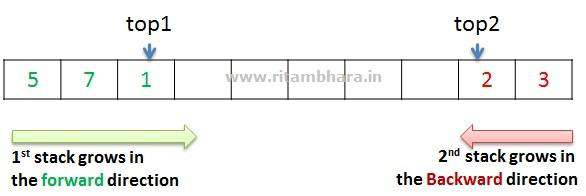 top1 top2
5 7 1 2 3
www.ritambhara.in
1st stack grows in
the forward direction
2nd stack grows in
the Backward direction